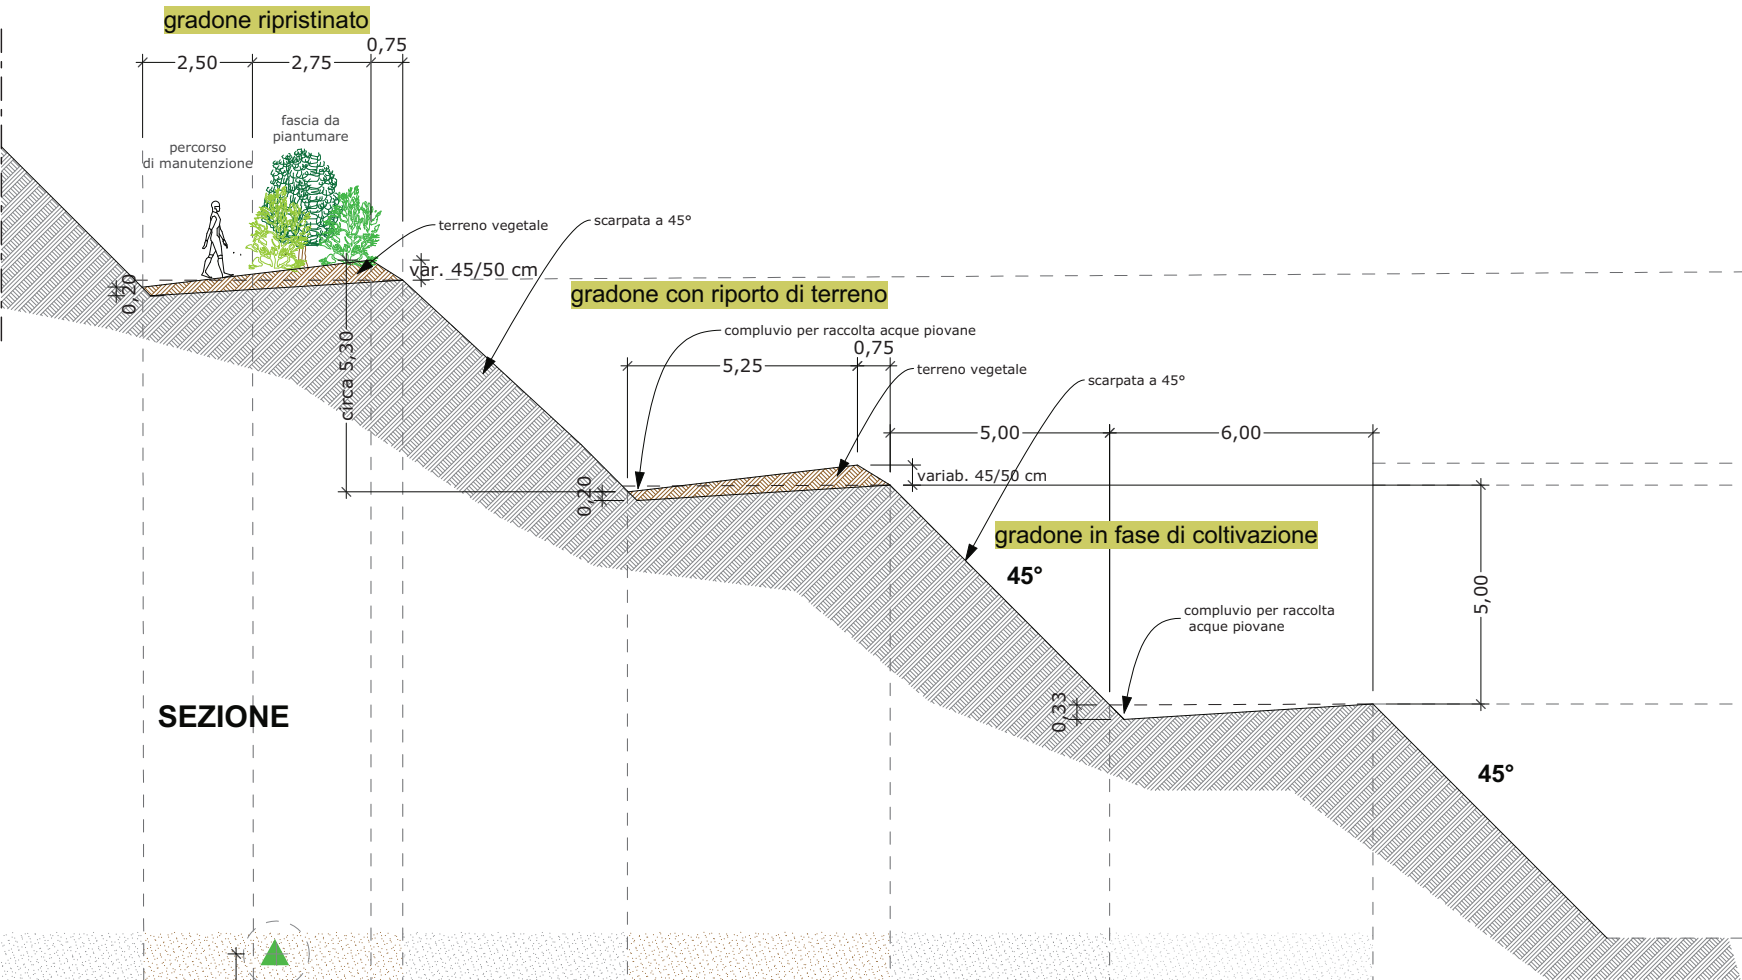 gradone ripristinato
0,75
2,50
2,75
fascia da
piantumare
percorso
di manutenzione
terreno vegetale
scarpata a 45°
var. 45/50 cm
0,20
gradone con riporto di terreno
compluvio per raccolta acque piovane
circa 5,30
0,75
5,25
terreno vegetale
scarpata a 45°
5,00
6,00
variab. 45/50 cm
0,20
gradone in fase di coltivazione
45°
5,00
compluvio per raccolta
acque piovane
0,33
SEZIONE
45°